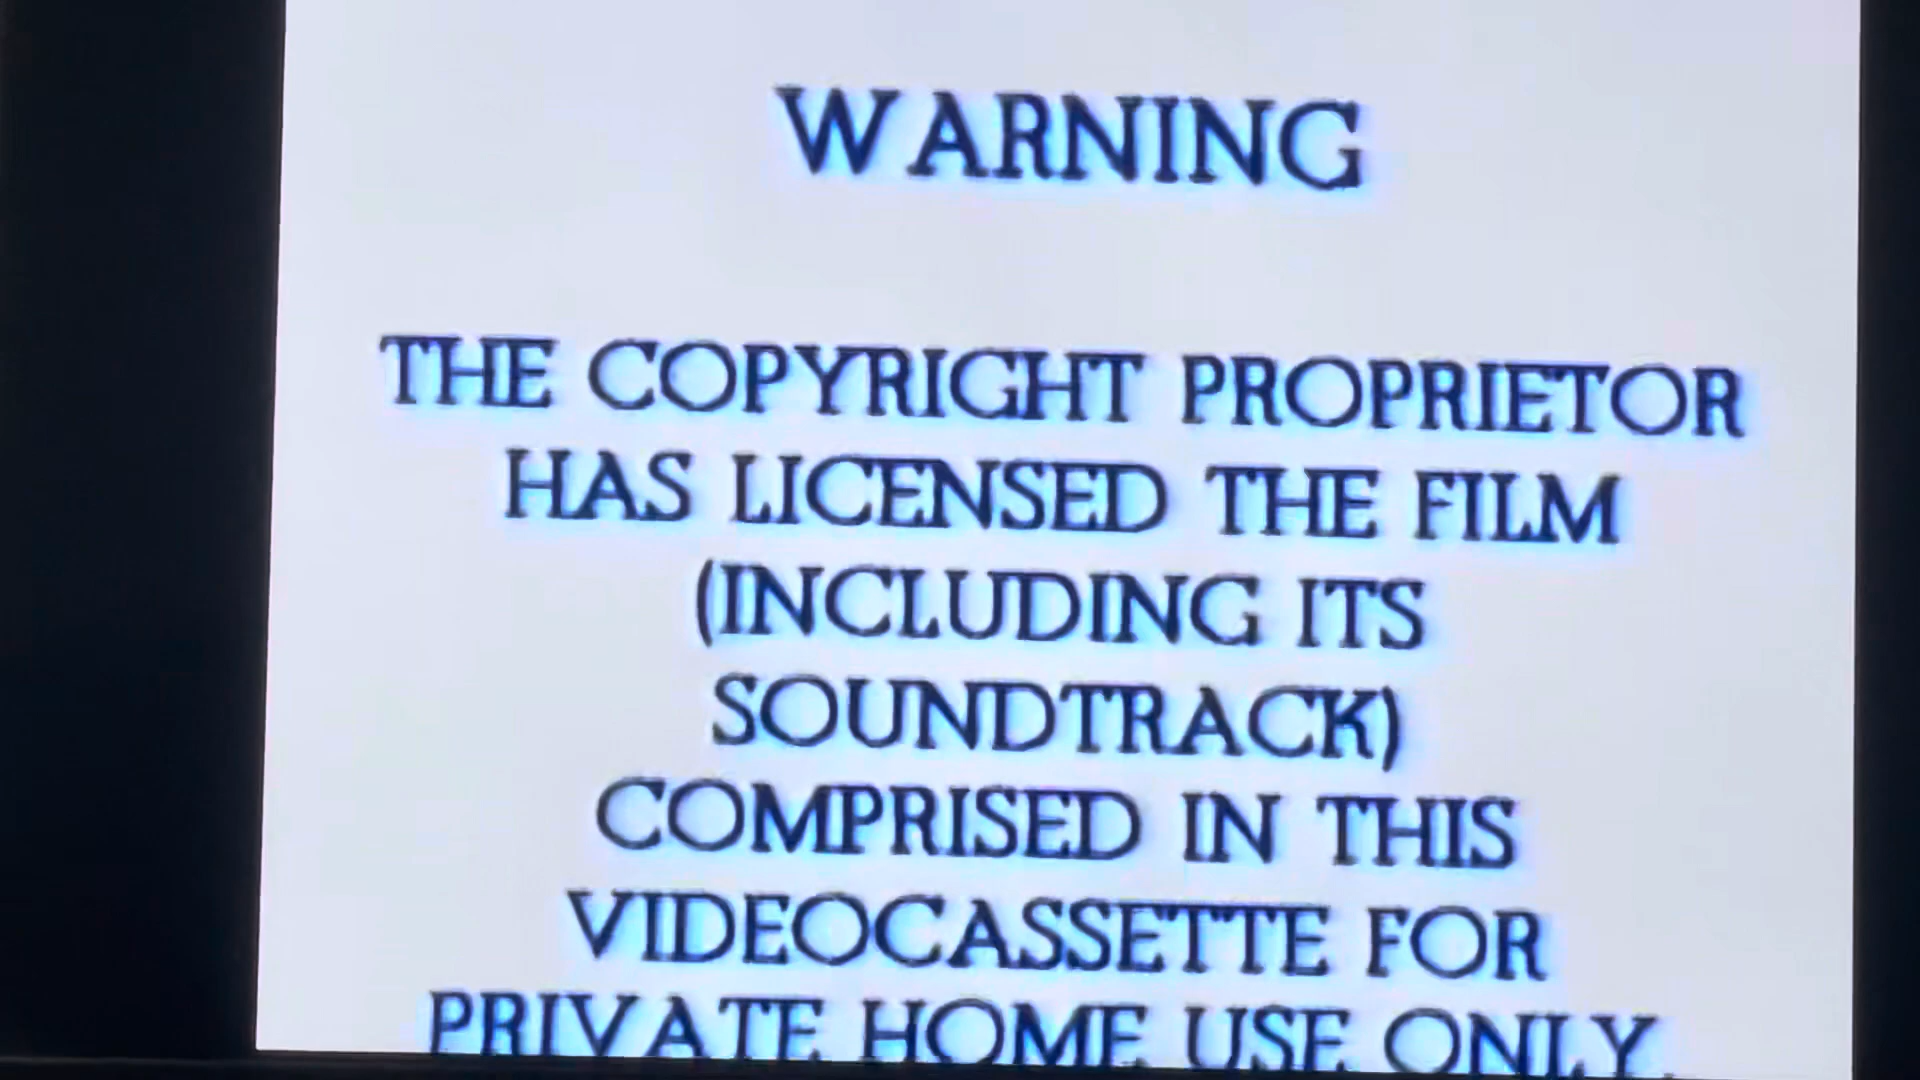 WARNING
THE COPYRIGHT PROPRIETOR
HAS LICENSED THE FILM
(INCLUDING ITS
SOUNDTRACK)
COMPRISED IN THIS
VIDEOCASSETTE FOR
PRIVATE HOME USE ONLY.